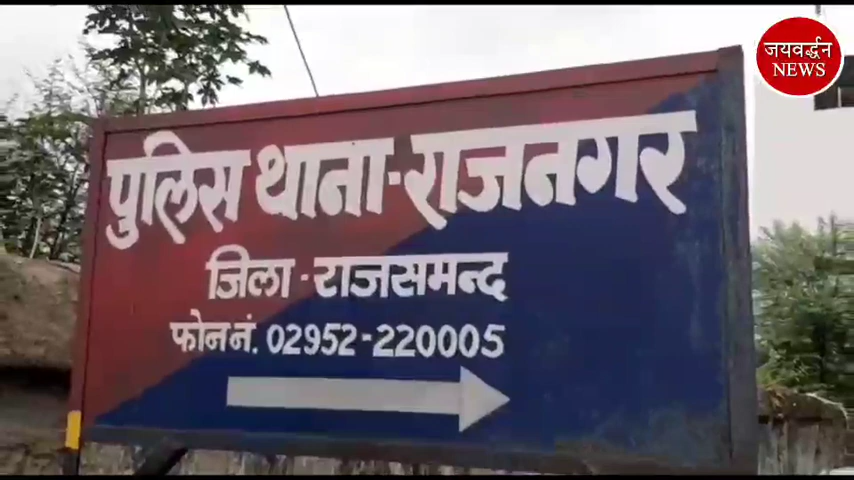 जयवर्द्धन
NEWS
पुलिस थाना-राजनगर
जिला - राजसमन्द
फोन नं. 02952-220005